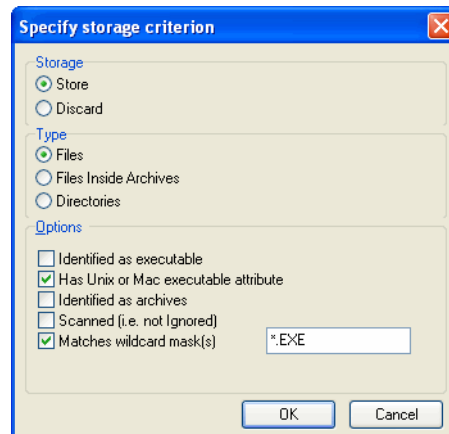 Specify storage criterion
Storage
Store
Discard
Type
Files
Files Inside Archives
Directories
Options
Identified as executable
Has Unix or Mac executable attribute
Identified as archives
Scanned (i.e. not Ignored)
Matches wildcard mask(s) *.EXE
OK Cancel